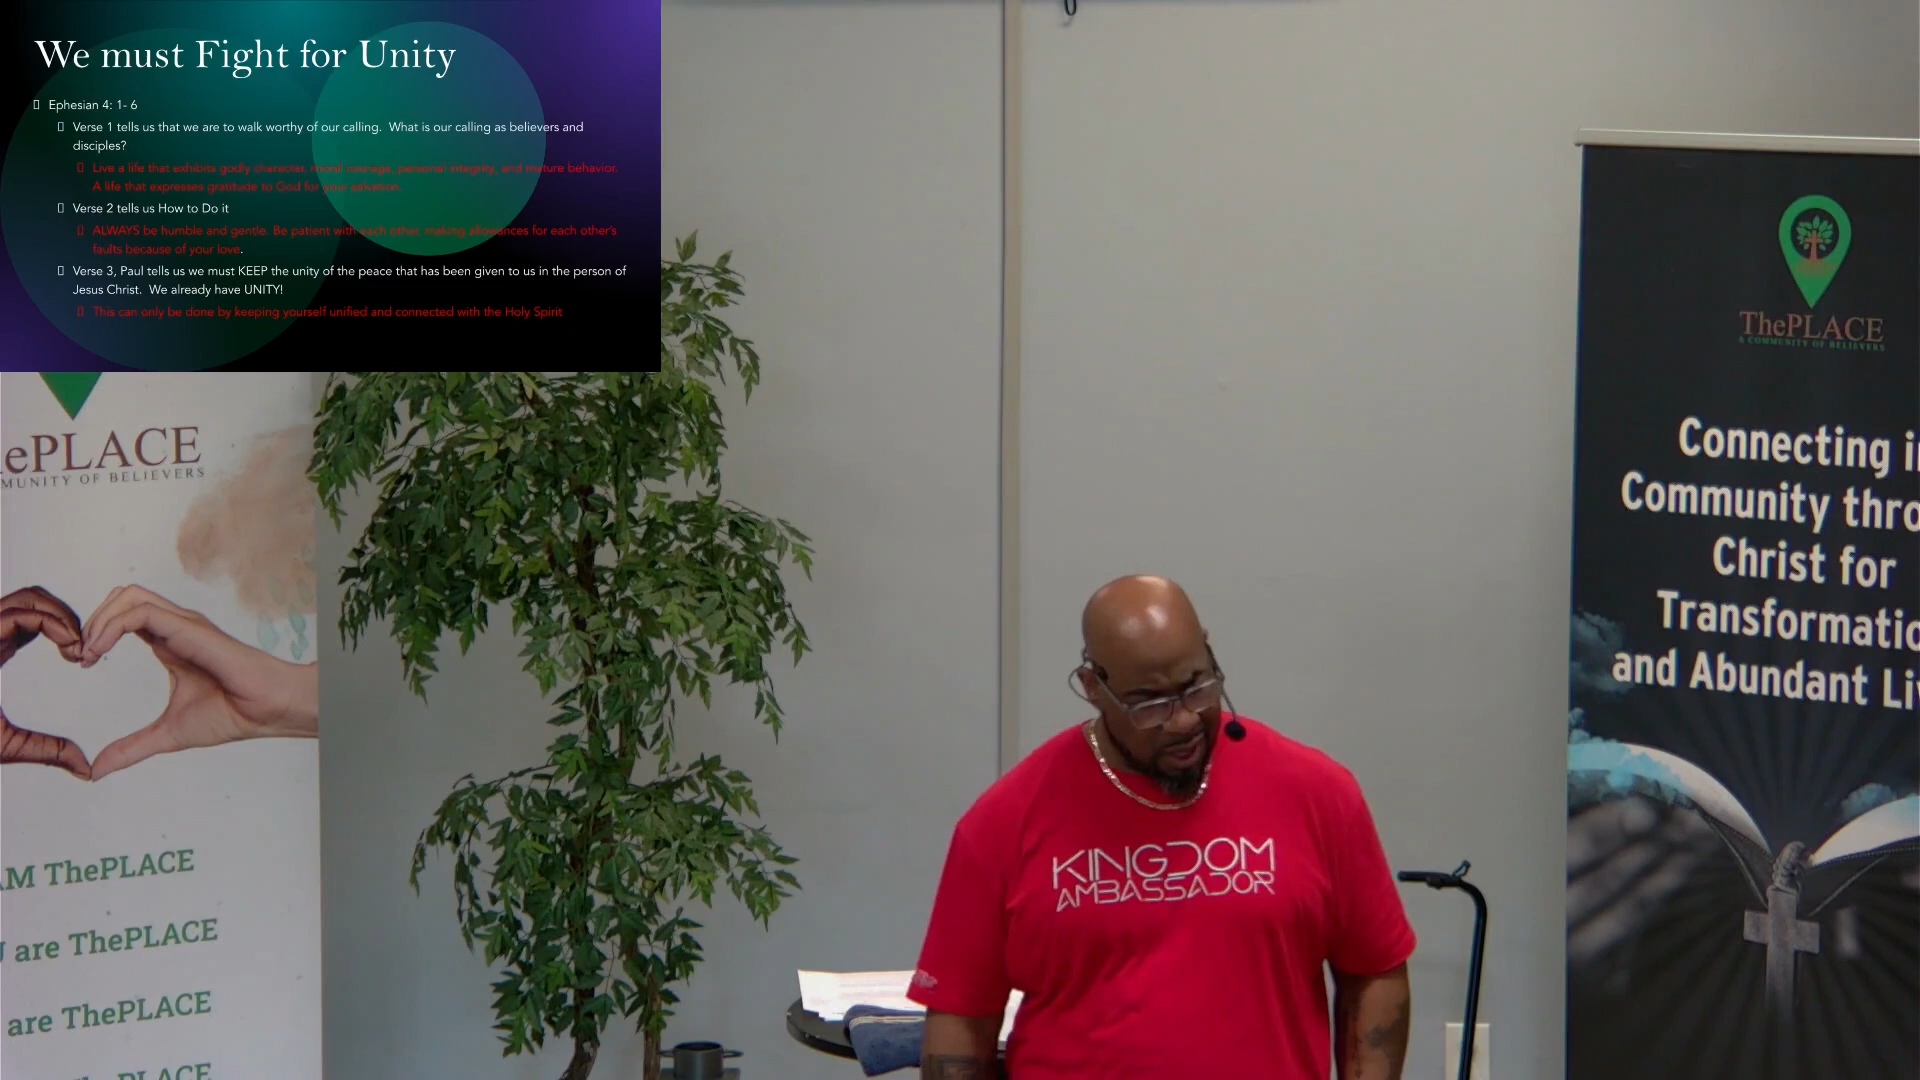 We must Fight for Unity
Ephesian 4: 1- 6
Verse 1 tells us that we are to walk worthy of our calling.  What is our calling as believers and
disciples?
Live a life that exhibits godly character, moral courage, personal integrity, and mature behavior.
A life that expresses gratitude to God for your salvation.
Verse 2 tells us How to Do it
ALWAYS be humble and gentle. Be patient with each other, making allowances for each other's
faults because of your love.
Verse 3, Paul tells us we must KEEP the unity of the peace that has been given to us in the person of
Jesus Christ.  We already have UNITY!
This can only be done by keeping yourself unified and connected with the Holy Spirit
ePLACE
MUNITY OF BELIEVERS
AM ThePLACE
are ThePLACE
are ThePLACE
PLACE
KINGDOM
AMBASSADOR
ThePLACE
A COMMUNITY OF BELIEVERS
Connecting in
Community thro
Christ for
Transformatio
and Abundant Liv